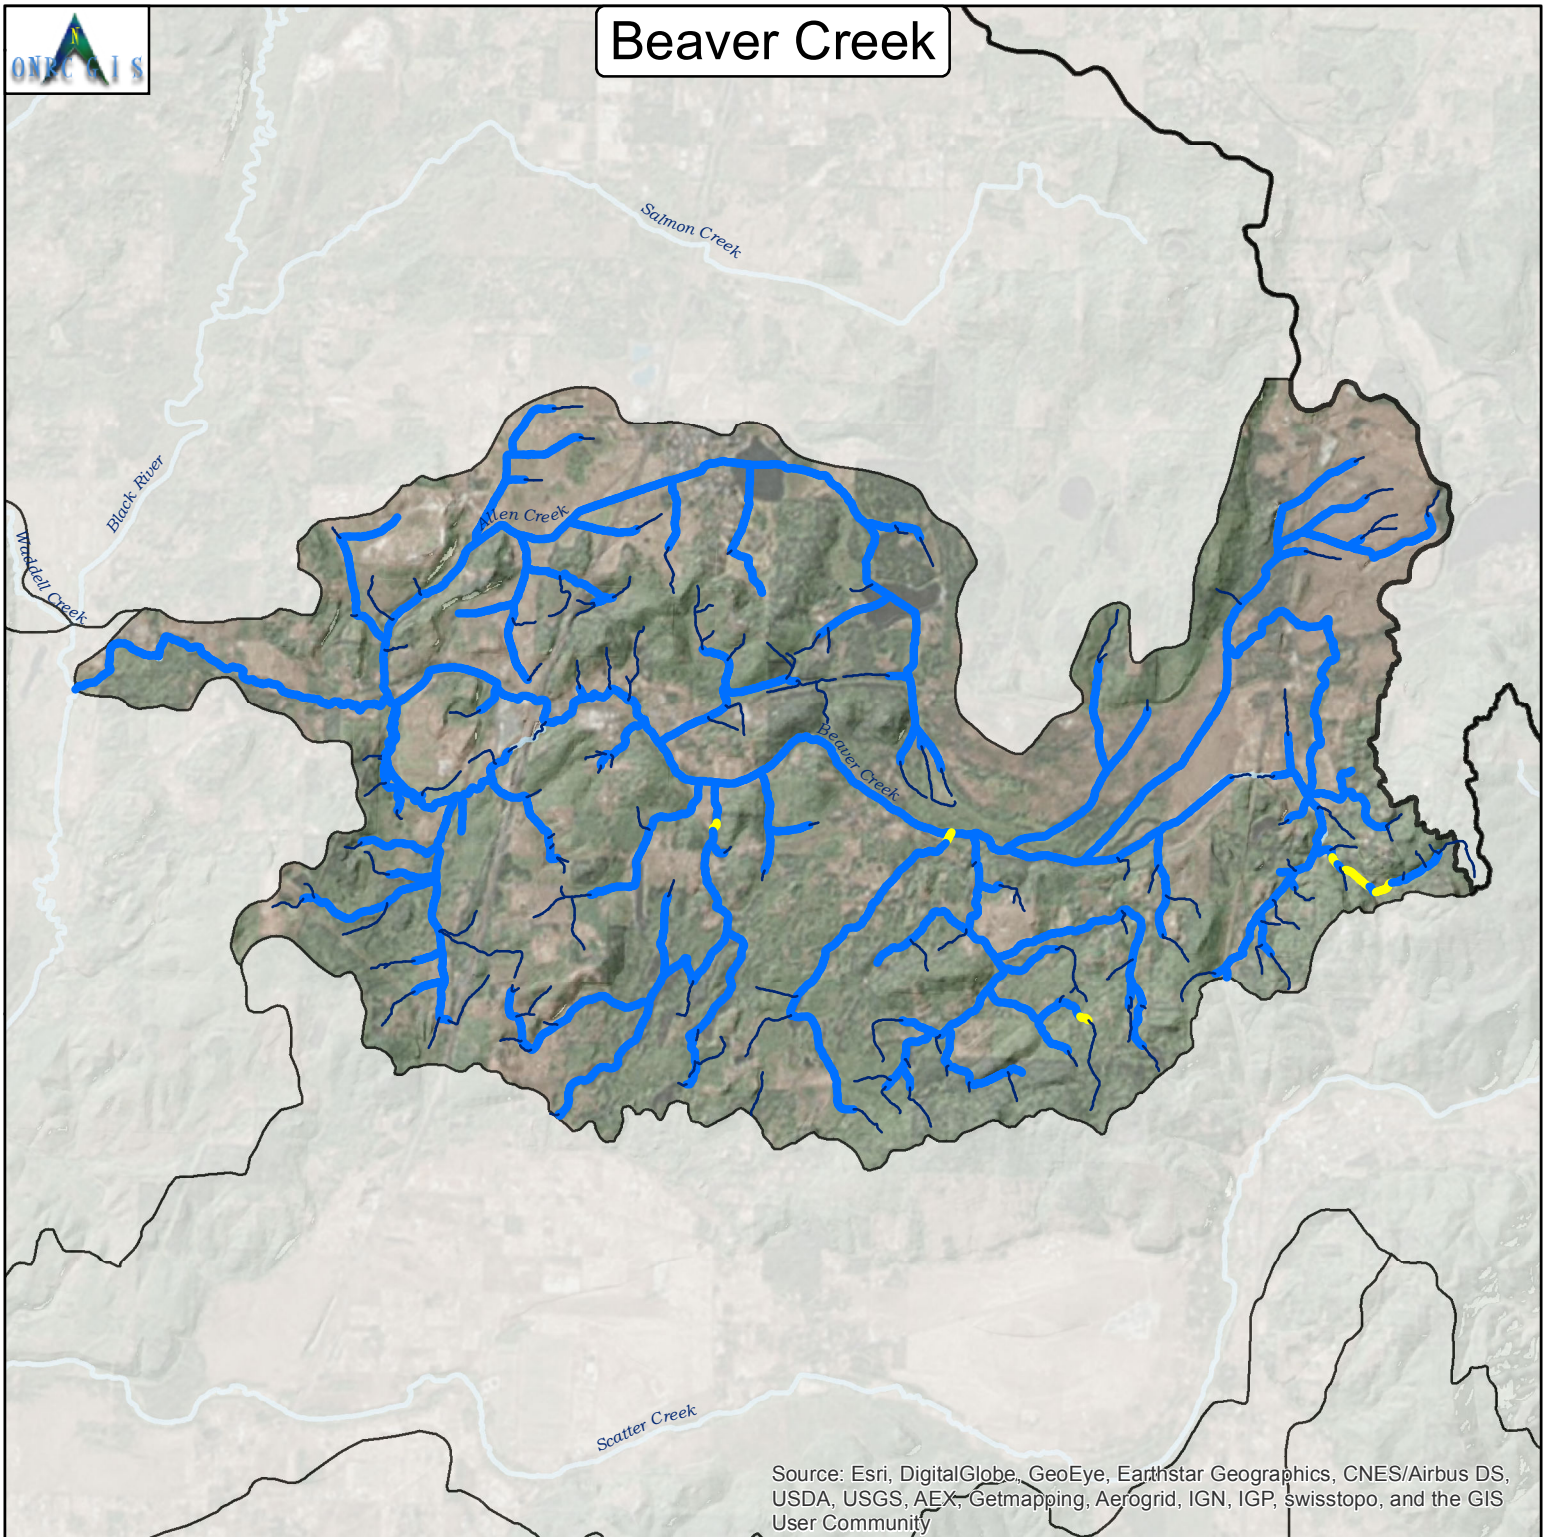 N
ONRC GIS
Beaver Creek
Salmon Creek
Black River
Waddell Creek
Allen Creek
Beaver Creek
Scatter Creek
Source: Esri, DigitalGlobe, GeoEye, Earthstar Geographics, CNES/Airbus DS,
USDA, USGS, AEX, Getmapping, Aerogrid, IGN, IGP, swisstopo, and the GIS
User Community